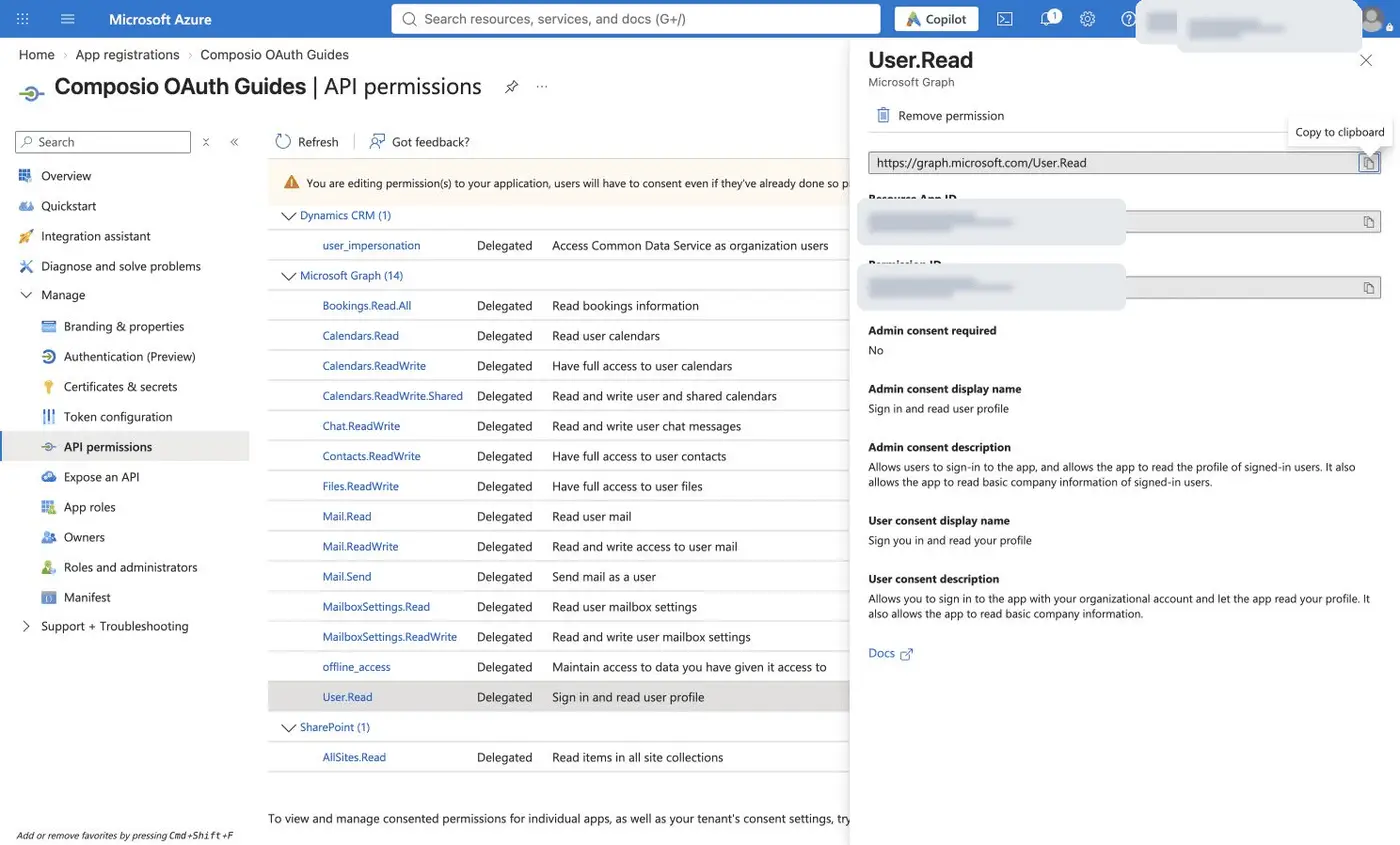 Microsoft Azure
Search resources, services, and docs (G+/)
Copilot
1
Home > App registrations > Composio OAuth Guides
Composio OAuth Guides | API permissions
Search
Overview
Quickstart
Integration assistant
Diagnose and solve problems
Manage
Branding & properties
Authentication (Preview)
Certificates & secrets
Token configuration
API permissions
Expose an API
App roles
Owners
Roles and administrators
Manifest
Support + Troubleshooting
Add or remove favorites by pressing Cmd+Shift+F
Refresh
Got feedback?
You are editing permission(s) to your application, users will have to consent even if they've already done so p
Dynamics CRM (1)
user_impersonation Delegated Access Common Data Service as organization users
Microsoft Graph (14)
Bookings.Read.All Delegated Read bookings information
Calendars.Read Delegated Read user calendars
Calendars.ReadWrite Delegated Have full access to user calendars
Calendars.ReadWrite.Shared Delegated Read and write user and shared calendars
Chat.ReadWrite Delegated Read and write user chat messages
Contacts.ReadWrite Delegated Have full access to user contacts
Files.ReadWrite Delegated Have full access to user files
Mail.Read Delegated Read user mail
Mail.ReadWrite Delegated Read and write access to user mail
Mail.Send Delegated Send mail as a user
MailboxSettings.Read Delegated Read user mailbox settings
MailboxSettings.ReadWrite Delegated Read and write user mailbox settings
offline_access Delegated Maintain access to data you have given it access to
User.Read Delegated Sign in and read user profile
SharePoint (1)
AllSites.Read Delegated Read items in all site collections
To view and manage consented permissions for individual apps, as well as your tenant's consent settings, try
User.Read
Microsoft Graph
Remove permission
Copy to clipboard
https://graph.microsoft.com/User.Read
Resource App ID
Permission ID
Admin consent required
No
Admin consent display name
Sign in and read user profile
Admin consent description
Allows users to sign-in to the app, and allows the app to read the profile of signed-in users. It also
allows the app to read basic company information of signed-in users.
User consent display name
Sign you in and read your profile
User consent description
Allows you to sign in to the app with your organizational account and let the app read your profile. It
also allows the app to read basic company information.
Docs